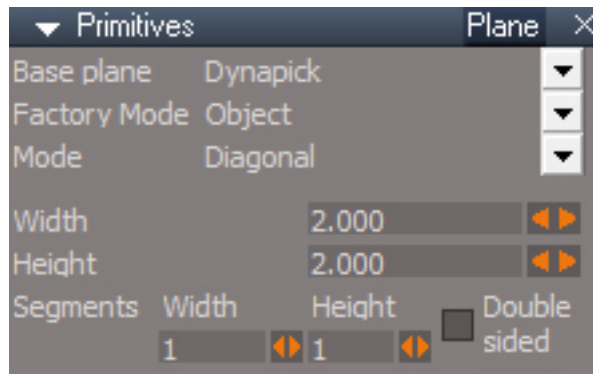 Primitives Plane
Base plane Dynapick
Factory Mode Object
Mode Diagonal
Width 2.000
Height 2.000
Segments Width Height Double
1 1 sided